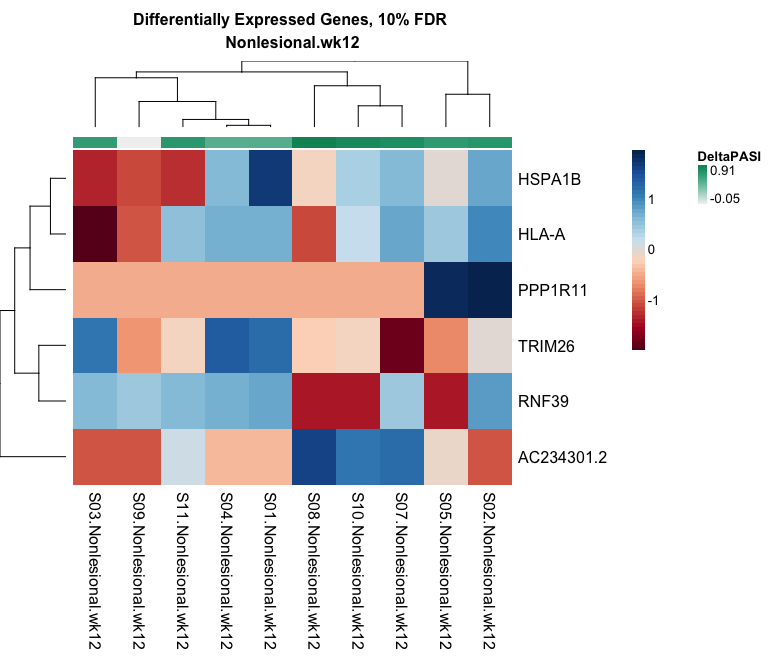 Differentially Expressed Genes, 10% FDR
Nonlesional.wk12
DeltaPASI
0.91
-0.05
1
0
-1
HSPA1B
HLA-A
PPP1R11
TRIM26
RNF39
AC234301.2
S03.Nonlesional.wk12
S09.Nonlesional.wk12
S11.Nonlesional.wk12
S04.Nonlesional.wk12
S01.Nonlesional.wk12
S08.Nonlesional.wk12
S10.Nonlesional.wk12
S07.Nonlesional.wk12
S05.Nonlesional.wk12
S02.Nonlesional.wk12